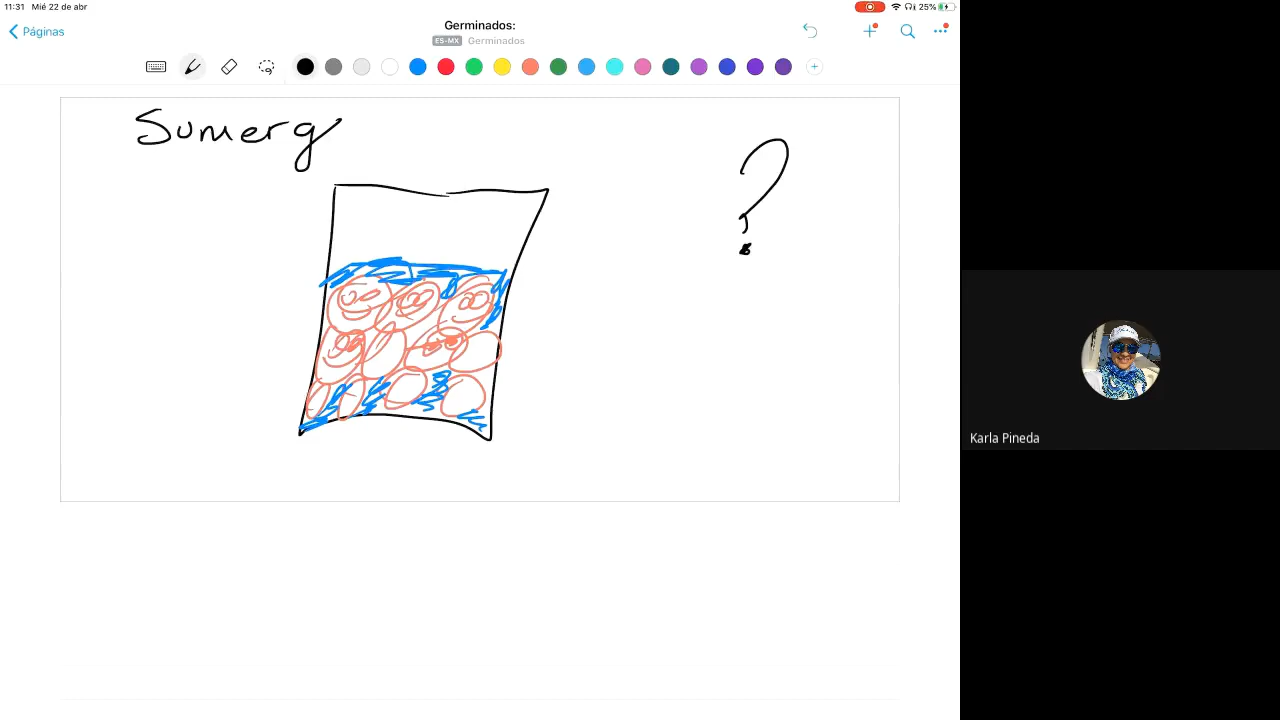 11:31 Mié 22 de abr
25%
Páginas
Germinados:
ES-MX Germinados
Sumerg
?
Karla Pineda